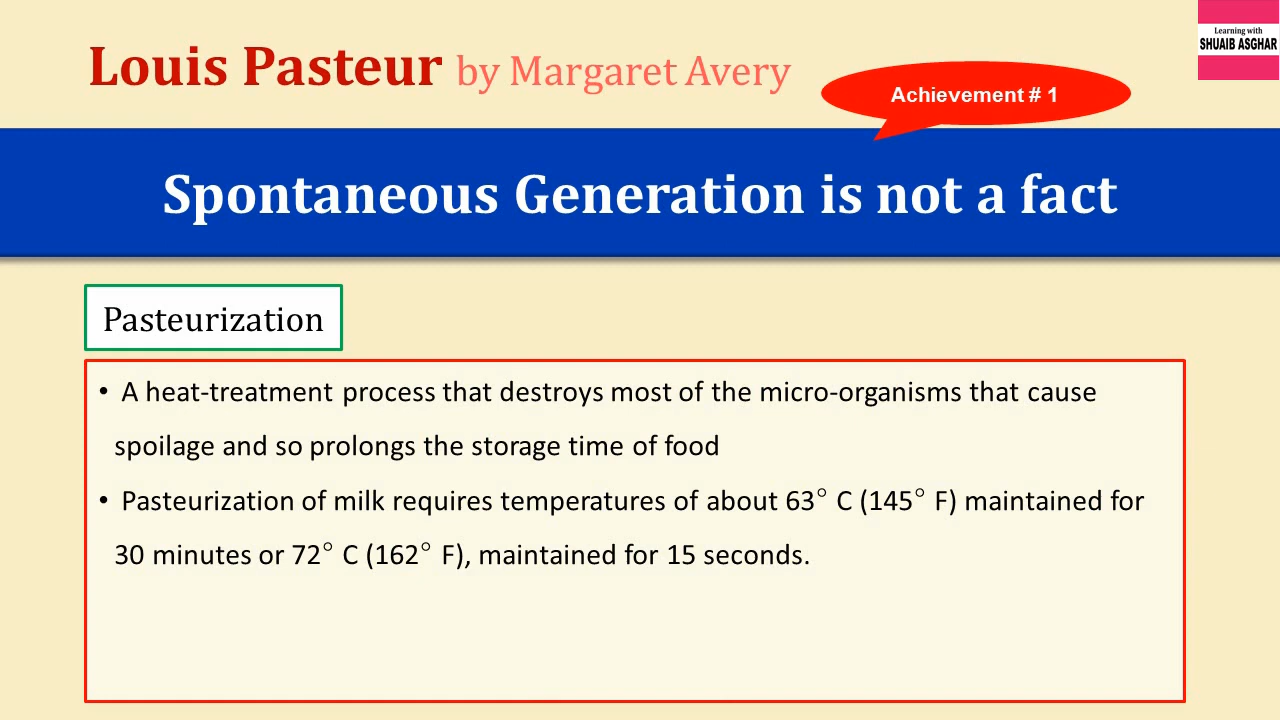 Louis Pasteur by Margaret Avery
Learning with
SHUAIB ASGHAR
Achievement # 1
Spontaneous Generation is not a fact
Pasteurization
• A heat-treatment process that destroys most of the micro-organisms that cause
spoilage and so prolongs the storage time of food
• Pasteurization of milk requires temperatures of about 63° C (145° F) maintained for
30 minutes or 72° C (162° F), maintained for 15 seconds.